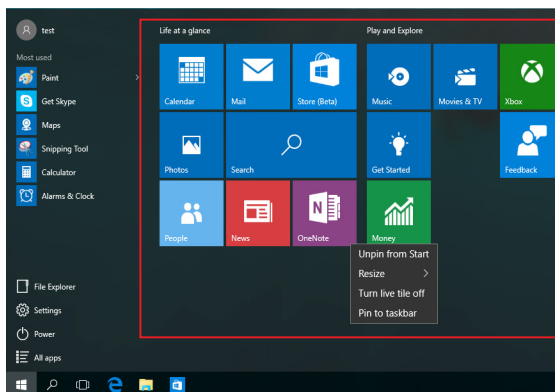 test
Most used
Paint
Get Skype
Maps
Snipping Tool
Calculator
Alarms & Clock
File Explorer
Settings
Power
All apps
Life at a glance
Calendar
Mail
Store (Beta)
Photos
Search
People
News
OneNote
Play and Explore
Music
Movies & TV
Xbox
Get Started
Feedback
Money
Unpin from Start
Resize
Turn live tile off
Pin to taskbar